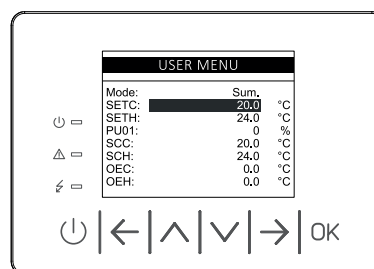 USER MENU
Mode: Sum.
SETC: 20.0 °C
SETH: 24.0 °C
PU01: 0 %
SCC: 20.0 °C
SCH: 24.0 °C
OEC: 0.0 °C
OEH: 0.0 °C
OK